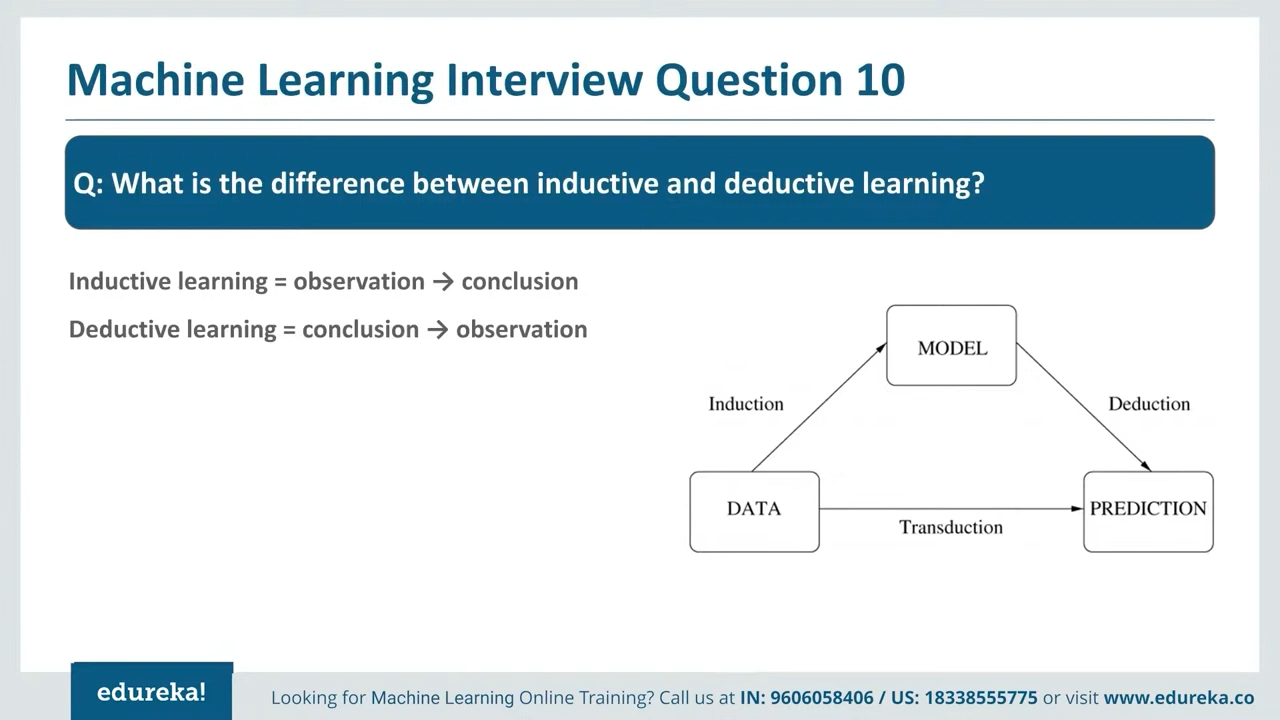 Machine Learning Interview Question 10
Q: What is the difference between inductive and deductive learning?
Inductive learning = observation → conclusion
Deductive learning = conclusion → observation
MODEL
Induction
Deduction
DATA
PREDICTION
Transduction
edureka!
Looking for Machine Learning Online Training? Call us at IN: 9606058406 / US: 18338555775 or visit www.edureka.co